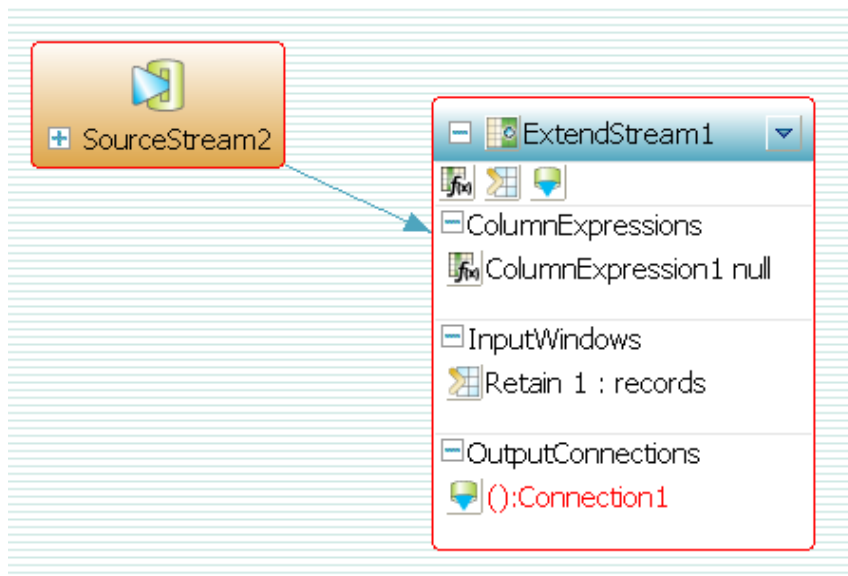 SourceStream2
ExtendStream1
ColumnExpressions
f(x) ColumnExpression1 null
InputWindows
Retain 1 : records
OutputConnections
():Connection1